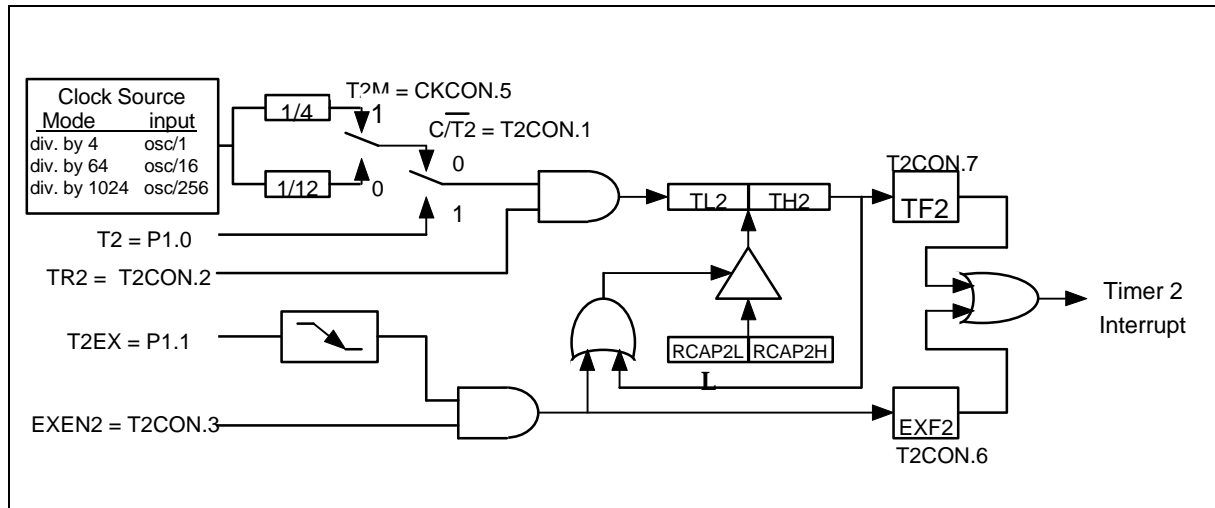 Clock Source
Mode input
div. by 4 osc/1
div. by 64 osc/16
div. by 1024 osc/256
1/4
1/12
T2M = CKCON.5
1
0
C/T2 = T2CON.1
0
1
T2 = P1.0
TR2 = T2CON.2
TL2 TH2
T2CON.7
TF2
T2EX = P1.1
RCAP2L RCAP2H
L
EXEN2 = T2CON.3
EXF2
T2CON.6
Timer 2
Interrupt